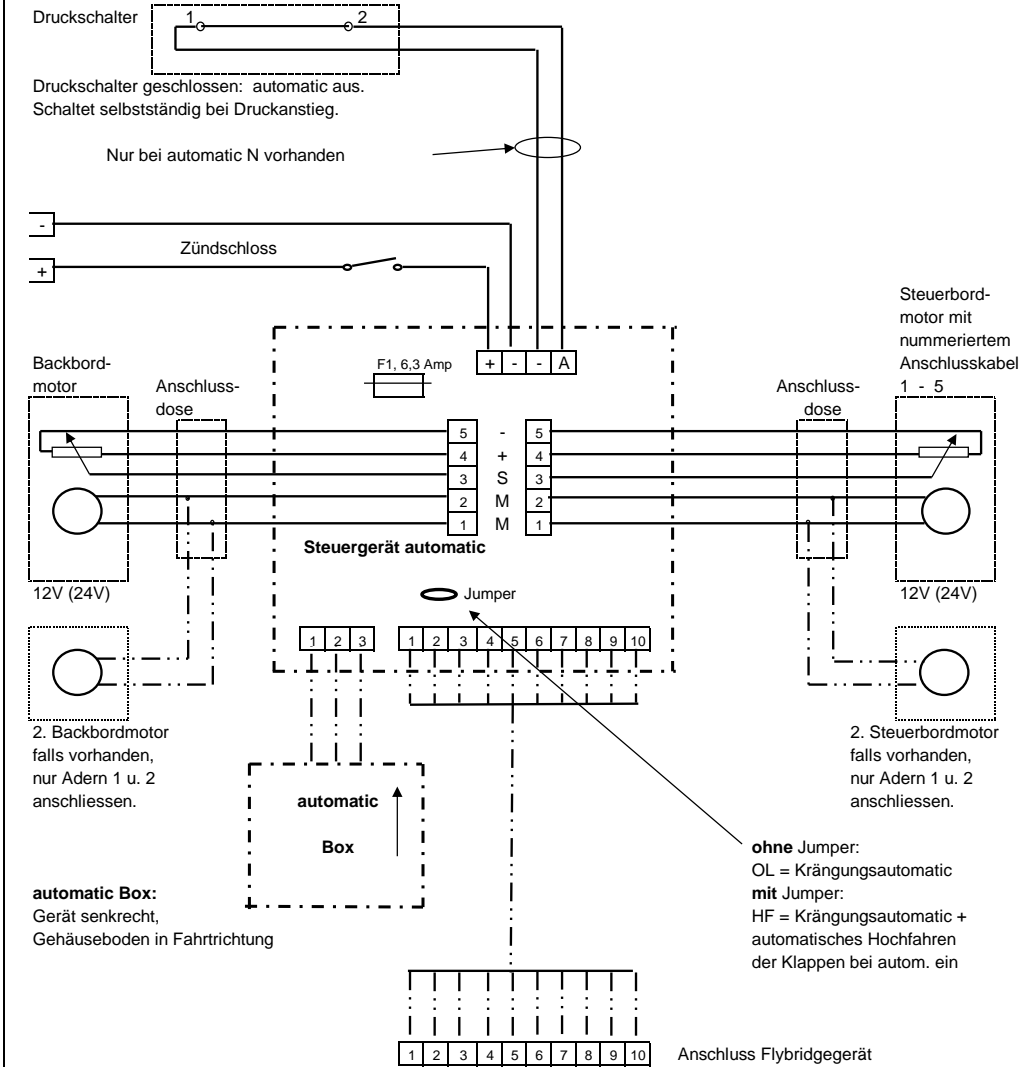 Druckschalter
1 2
Druckschalter geschlossen: automatic aus.
Schaltet selbstständig bei Druckanstieg.
Nur bei automatic N vorhanden
-
Zündschloss
+
Steuerbord-
motor mit
nummeriertem
Anschlusskabel
1 - 5
Backbord-
motor
Anschluss-
dose
F1, 6,3 Amp
+ - - A
Anschluss-
dose
5 - 5
4 + 4
3 S 3
2 M 2
1 M 1
Steuergerät automatic
12V (24V)
12V (24V)
Jumper
1 2 3
1 2 3 4 5 6 7 8 9 10
2. Backbordmotor
falls vorhanden,
nur Adern 1 u. 2
anschliessen.
2. Steuerbordmotor
falls vorhanden,
nur Adern 1 u. 2
anschliessen.
automatic
Box
automatic Box:
Gerät senkrecht,
Gehäuseboden in Fahrtrichtung
ohne Jumper:
OL = Krängungsautomatic
mit Jumper:
HF = Krängungsautomatic +
automatisches Hochfahren
der Klappen bei autom. ein
1 2 3 4 5 6 7 8 9 10
Anschluss Flybridgegerät